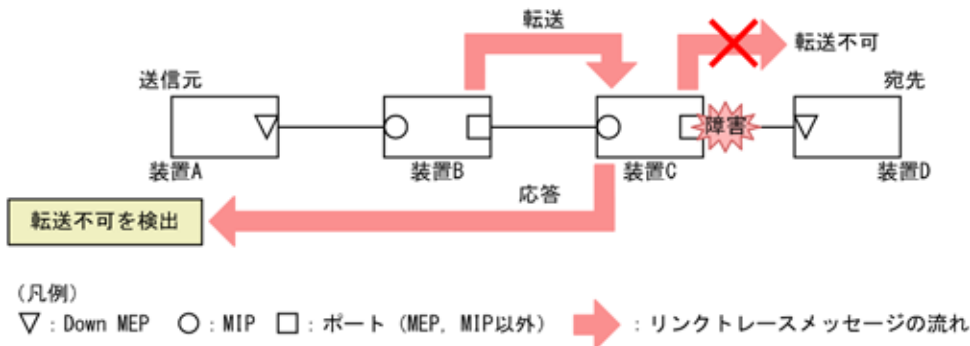 転送
転送不可
送信元
宛先
障害
装置A
装置B
装置C
装置D
応答
転送不可を検出
(凡例)
▽ : Down MEP ○ : MIP □ : ポート (MEP, MIP以外) : リンクトレースメッセージの流れ